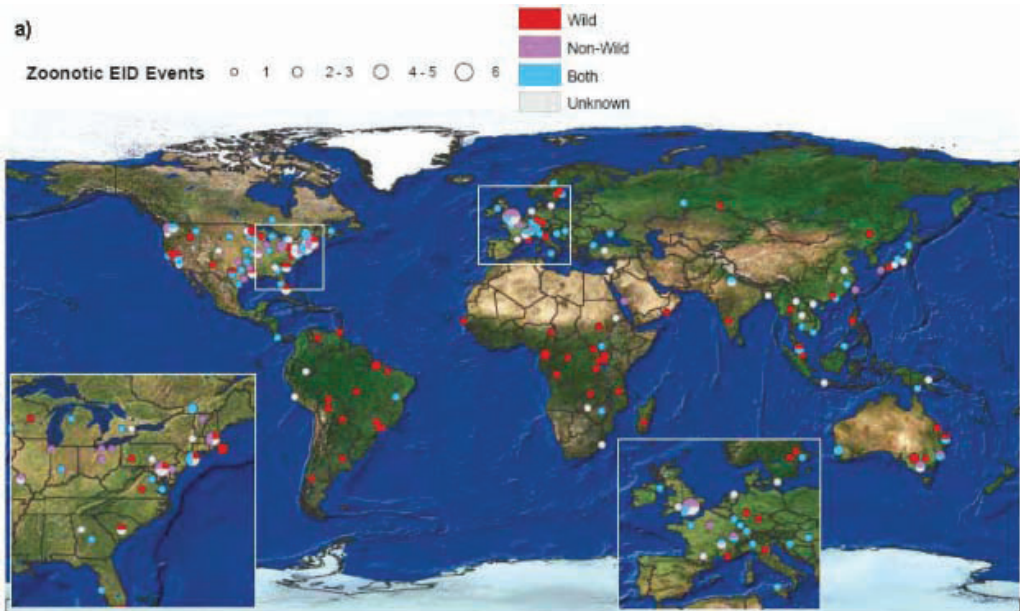 a)
Zoonotic EID Events 1 2 - 3 4 - 5 6
Wild
Non-Wild
Both
Unknown